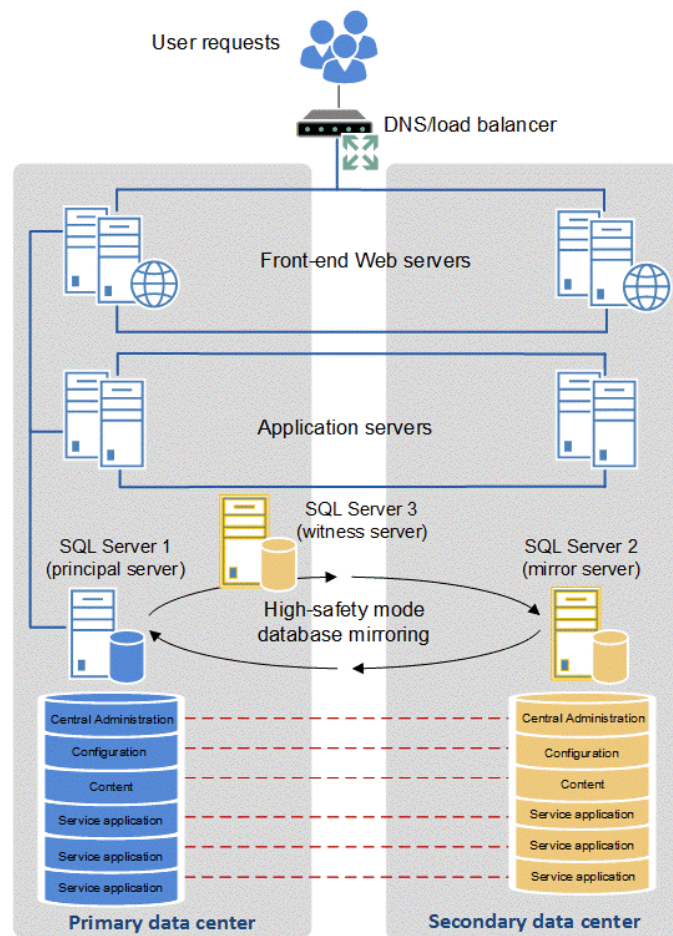 User requests
DNS/load balancer
Front-end Web servers
Application servers
SQL Server 3
(witness server)
SQL Server 1
(principal server)
SQL Server 2
(mirror server)
High-safety mode
database mirroring
Central Administration
Configuration
Content
Service application
Service application
Service application
Central Administration
Configuration
Content
Service application
Service application
Service application
Primary data center
Secondary data center